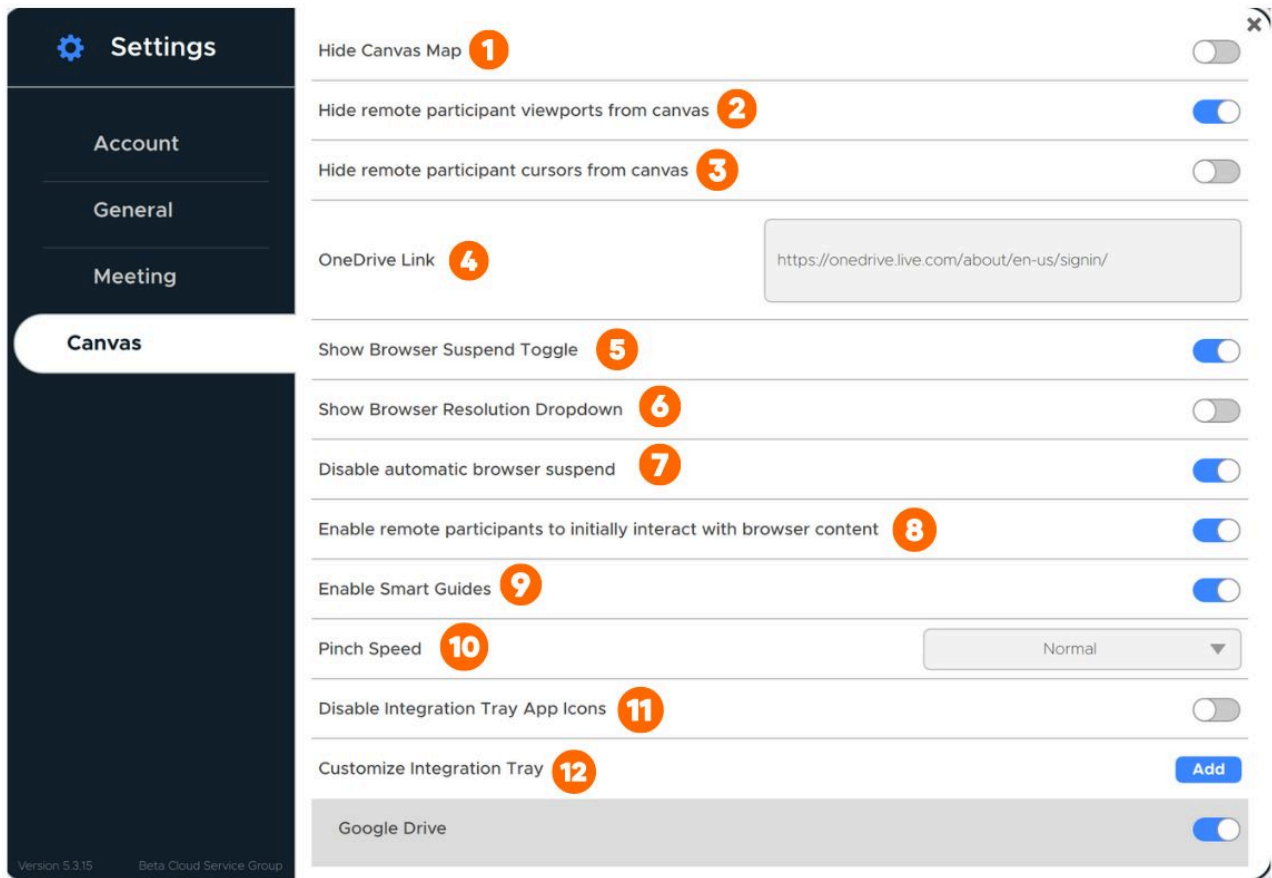 Settings
Account
General
Meeting
Canvas
Version 5.3.15 Beta Cloud Service Group
Hide Canvas Map 1
Hide remote participant viewports from canvas 2
Hide remote participant cursors from canvas 3
OneDrive Link 4 https://onedrive.live.com/about/en-us/signin/
Show Browser Suspend Toggle 5
Show Browser Resolution Dropdown 6
Disable automatic browser suspend 7
Enable remote participants to initially interact with browser content 8
Enable Smart Guides 9
Pinch Speed 10 Normal
Disable Integration Tray App Icons 11
Customize Integration Tray 12 Add
Google Drive